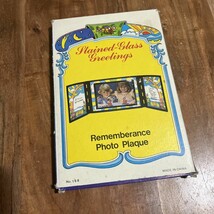 Stained-Glass
Greetings
Rememberance
Photo Plaque